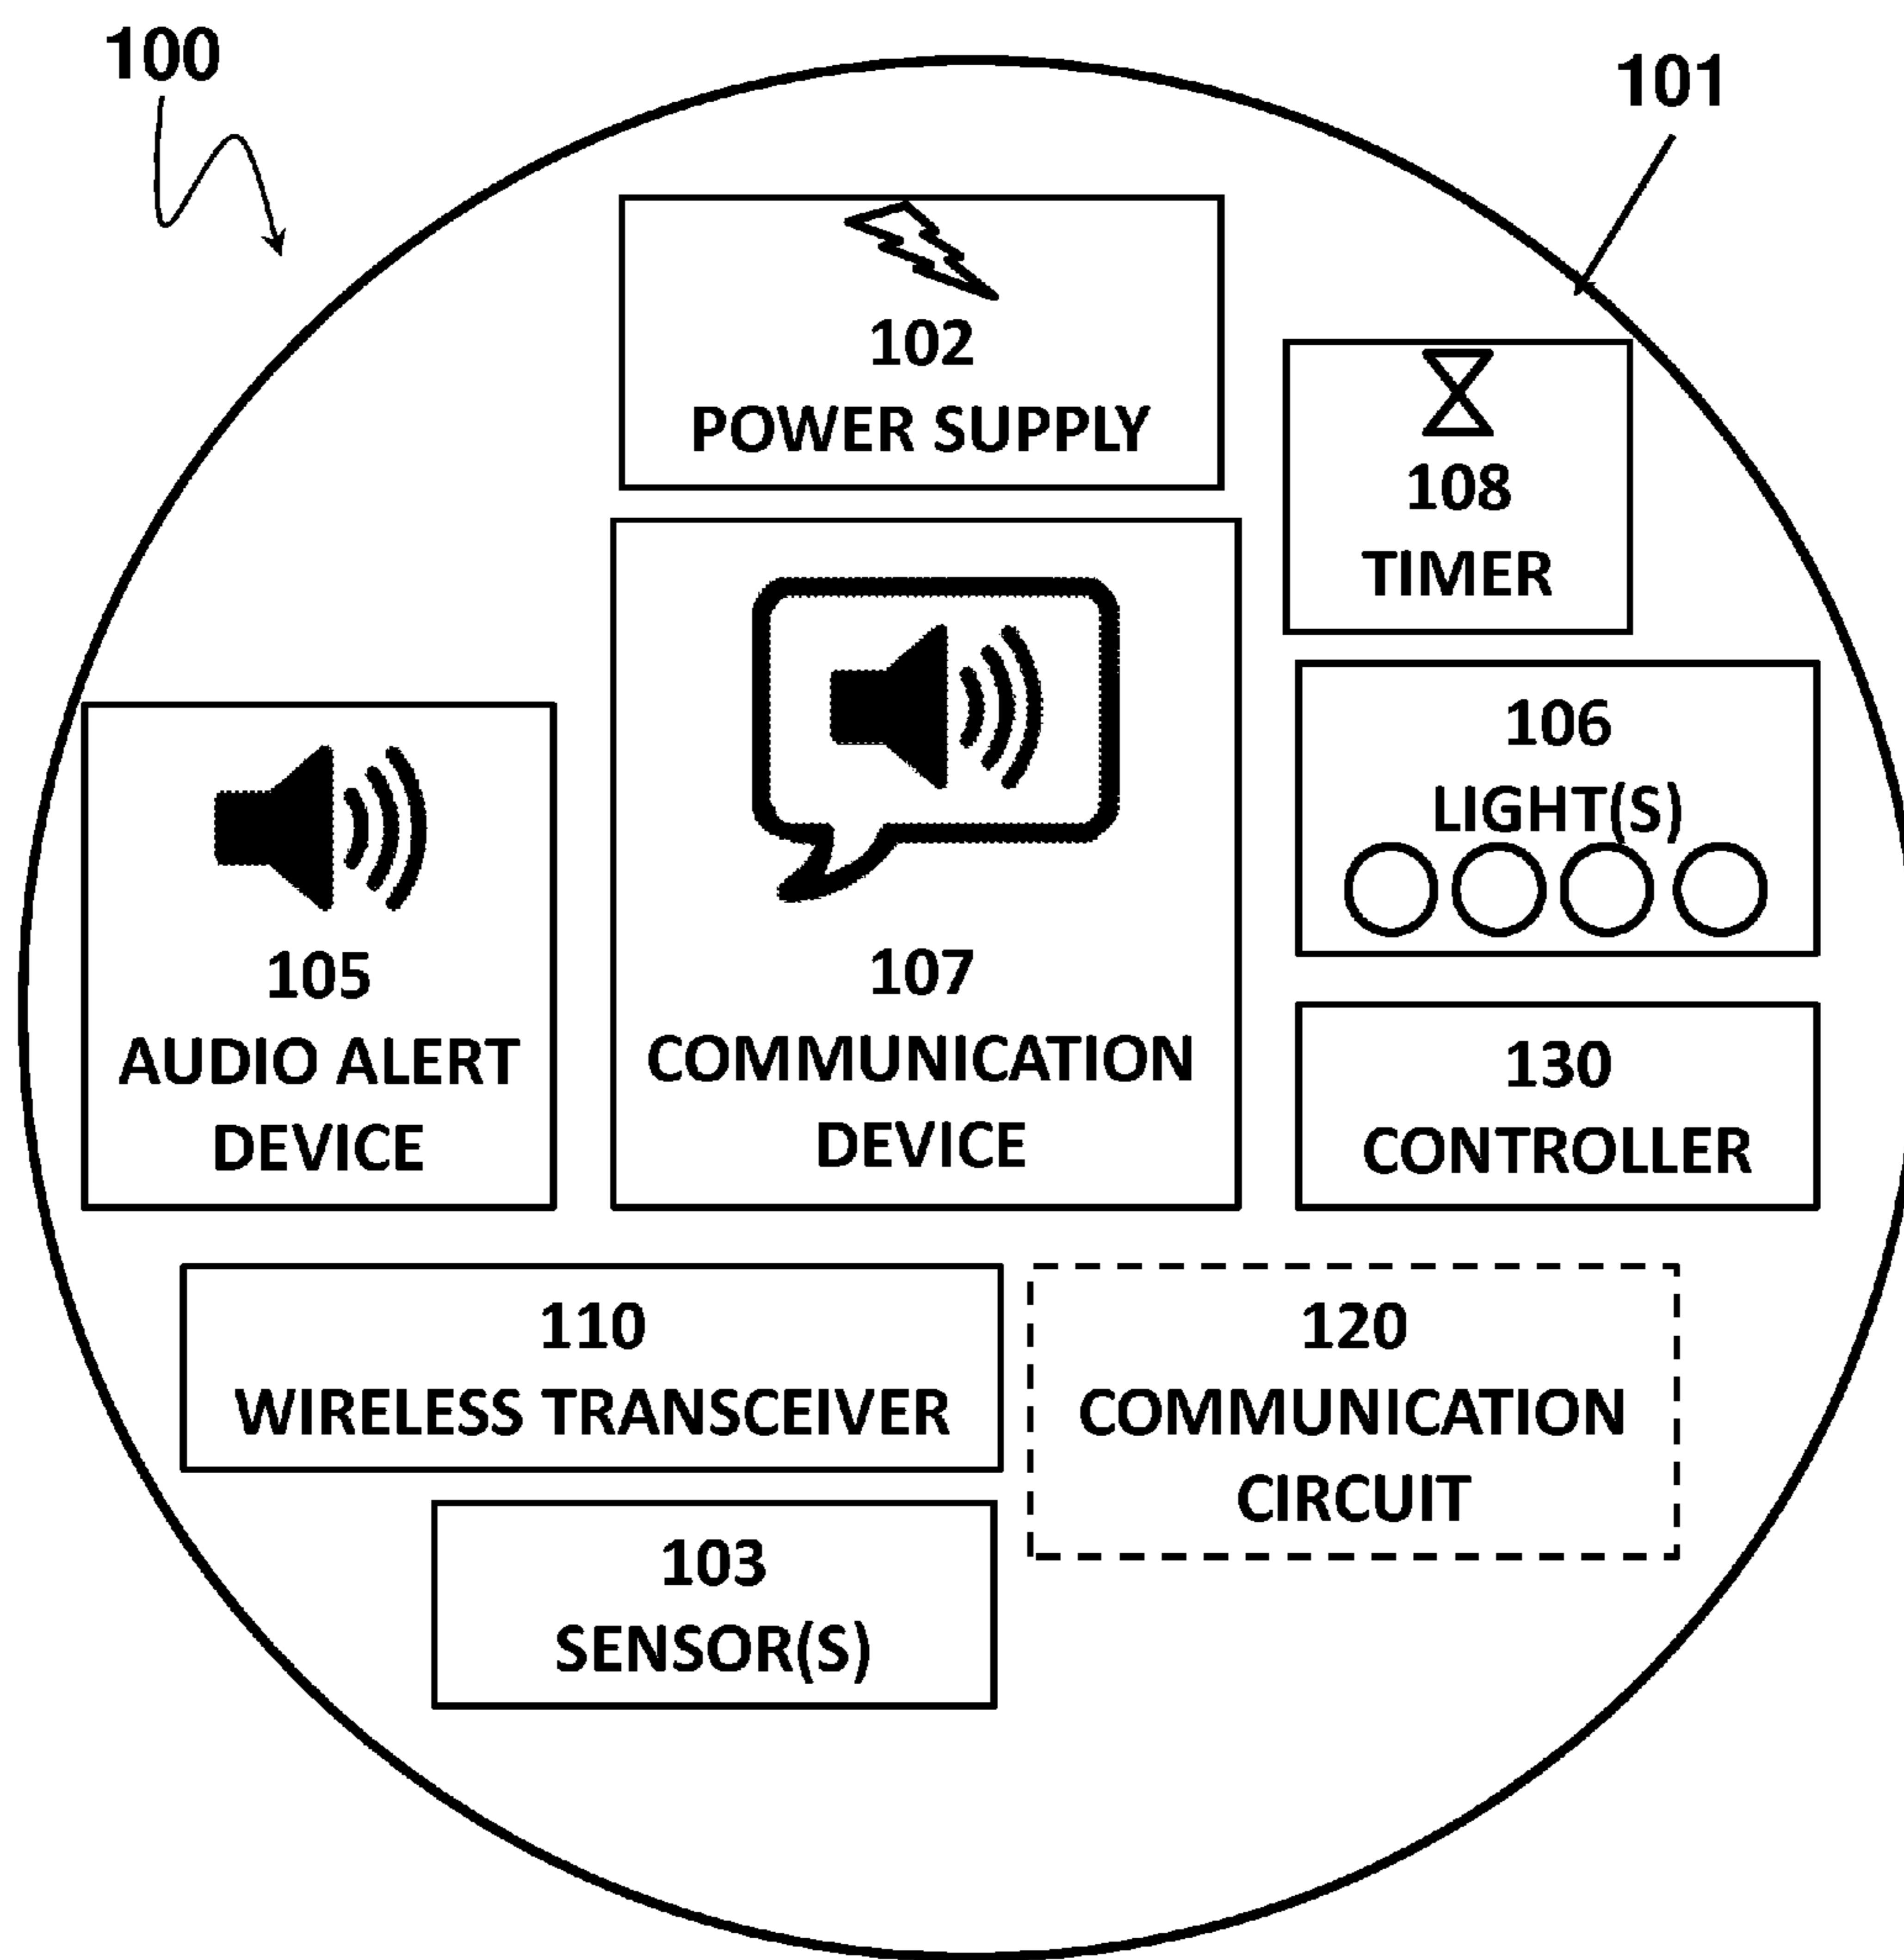 100
101
102
POWER SUPPLY
108
TIMER
106
LIGHT(S)
105
AUDIO ALERT
DEVICE
107
COMMUNICATION
DEVICE
130
CONTROLLER
110
WIRELESS TRANSCEIVER
120
COMMUNICATION
CIRCUIT
103
SENSOR(S)